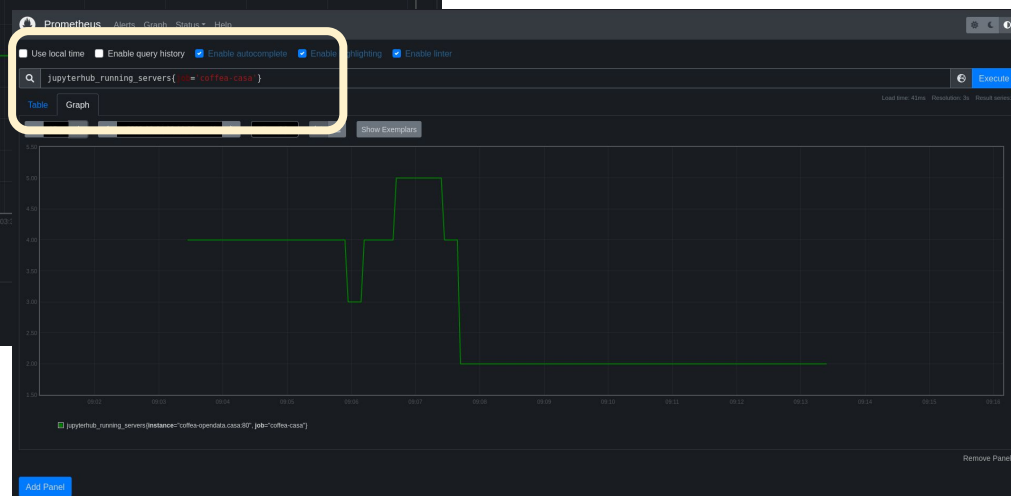 Prometheus Alerts Graph Status Help
Use local time Enable query history Enable autocomplete Enable highlighting Enable linter
jupyterhub_running_servers{job='coffea-casa'} Execute
Load time: 41ms Resolution: 3s Result series:
Table Graph
Show Exemplars
5.50
5.00
4.50
4.00
3.50
3.00
2.50
2.00
1.50
09:02 09:03 09:04 09:05 09:06 09:07 09:08 09:09 09:10 09:11 09:12 09:13 09:14 09:15 09:16
jupyterhub_running_servers{instance="coffea-opendata.casa:80", job="coffea-casa"}
Remove Panel
Add Panel